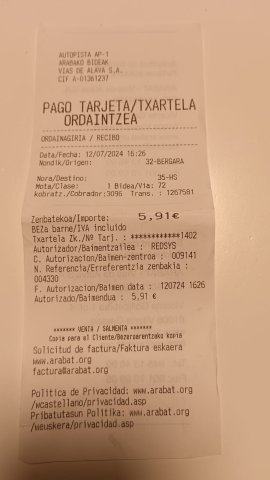 AUTOPISTA AP-1
ARABAKO BIDEAK
VIAS DE ALAVA S.A.
CIF A-01361237
PAGO TARJETA/TXARTELA
ORDAINTZEA
ORDAINAGIRIA / RECIBO
Data/Fecha: 12/07/2024 16:26
Nondik/Origen: 32-BERGARA
Nora/Destino: 35-HS
Mota/Clase: 1 Bidea/Via: 72
kobratz./Cobrador:3096 Trans. : 1267581
Zenbatekoa/Importe: 5,91€
BEZa barne/IVA incluido
Txartela Zk./Nº Tarj. : ************1402
Autorizador/Baimentzailea : REDSYS
C. Autorizacion/Baimen-zentroa : 009141
N. Referencia/Erreferentzia zenbakia :
004330
F. Autorizacion/Baimen data : 120724 1626
Autorizado/Baimendua : 5,91 €
******* VENTA / SALMENTA *******
Copia para el Cliente/Bezeroarentzako kopia
Solicitud de factura/Faktura eskaera
www.arabat.org
factura@arabat.org
Politica de Privacidad: www.arabat.org
/wcastellano/privacidad.asp
Pribatutasun Politika: www.arabat.org
/weuskera/privacidad.asp